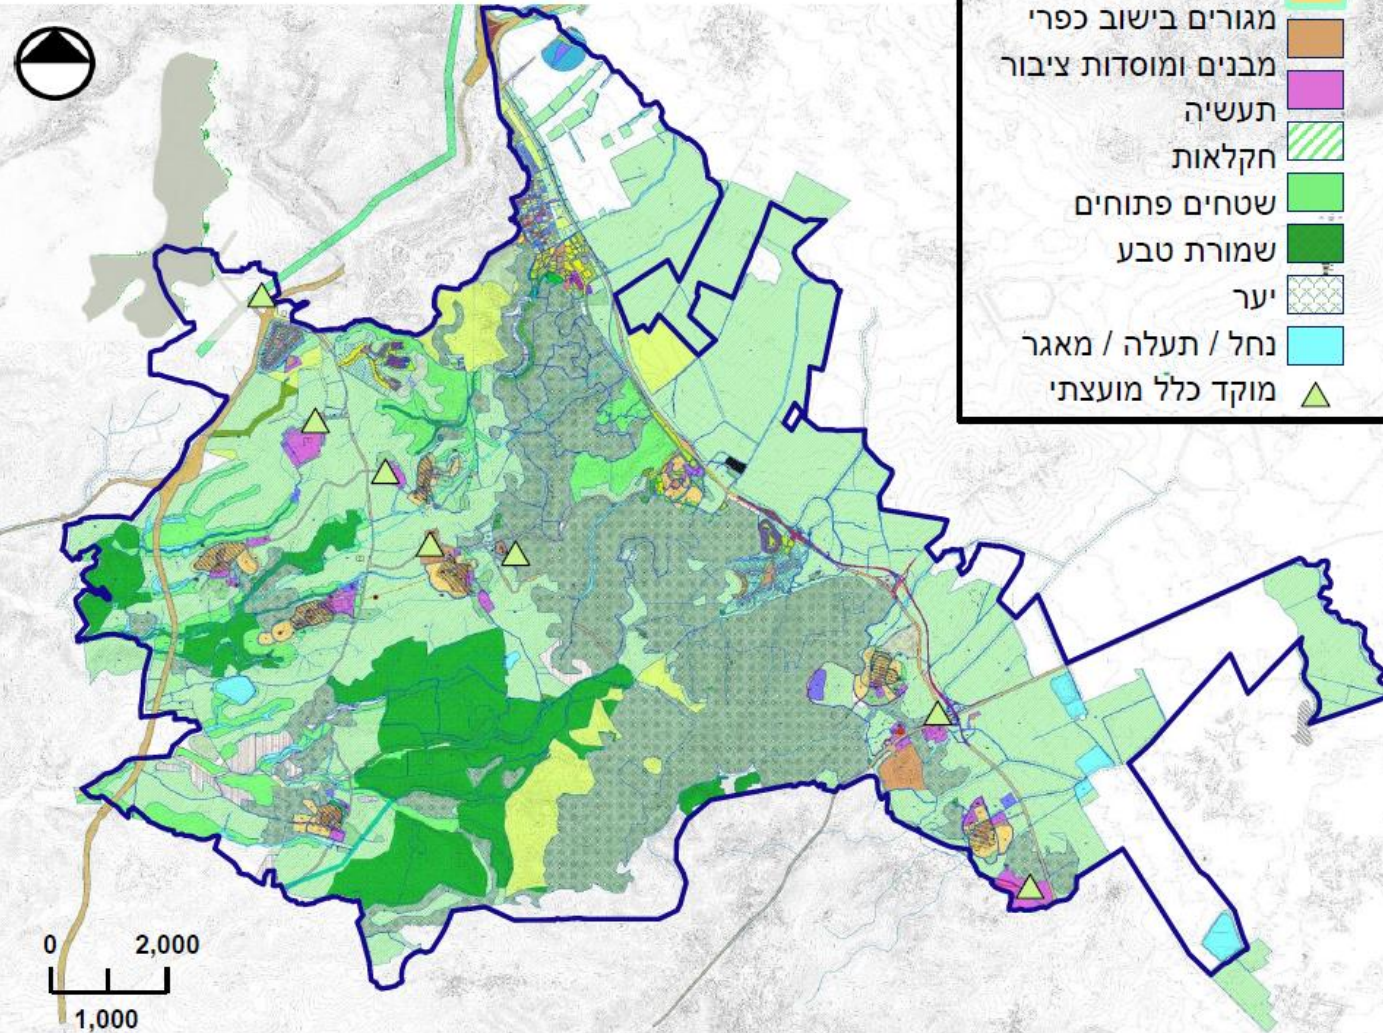 מגורים בישוב כפרי
מבנים ומוסדות ציבור
תעשיה
חקלאות
שטחים פתוחים
שמורת טבע
יער
נחל / תעלה / מאגר
מוקד כלל מועצתי
0 2,000
1,000